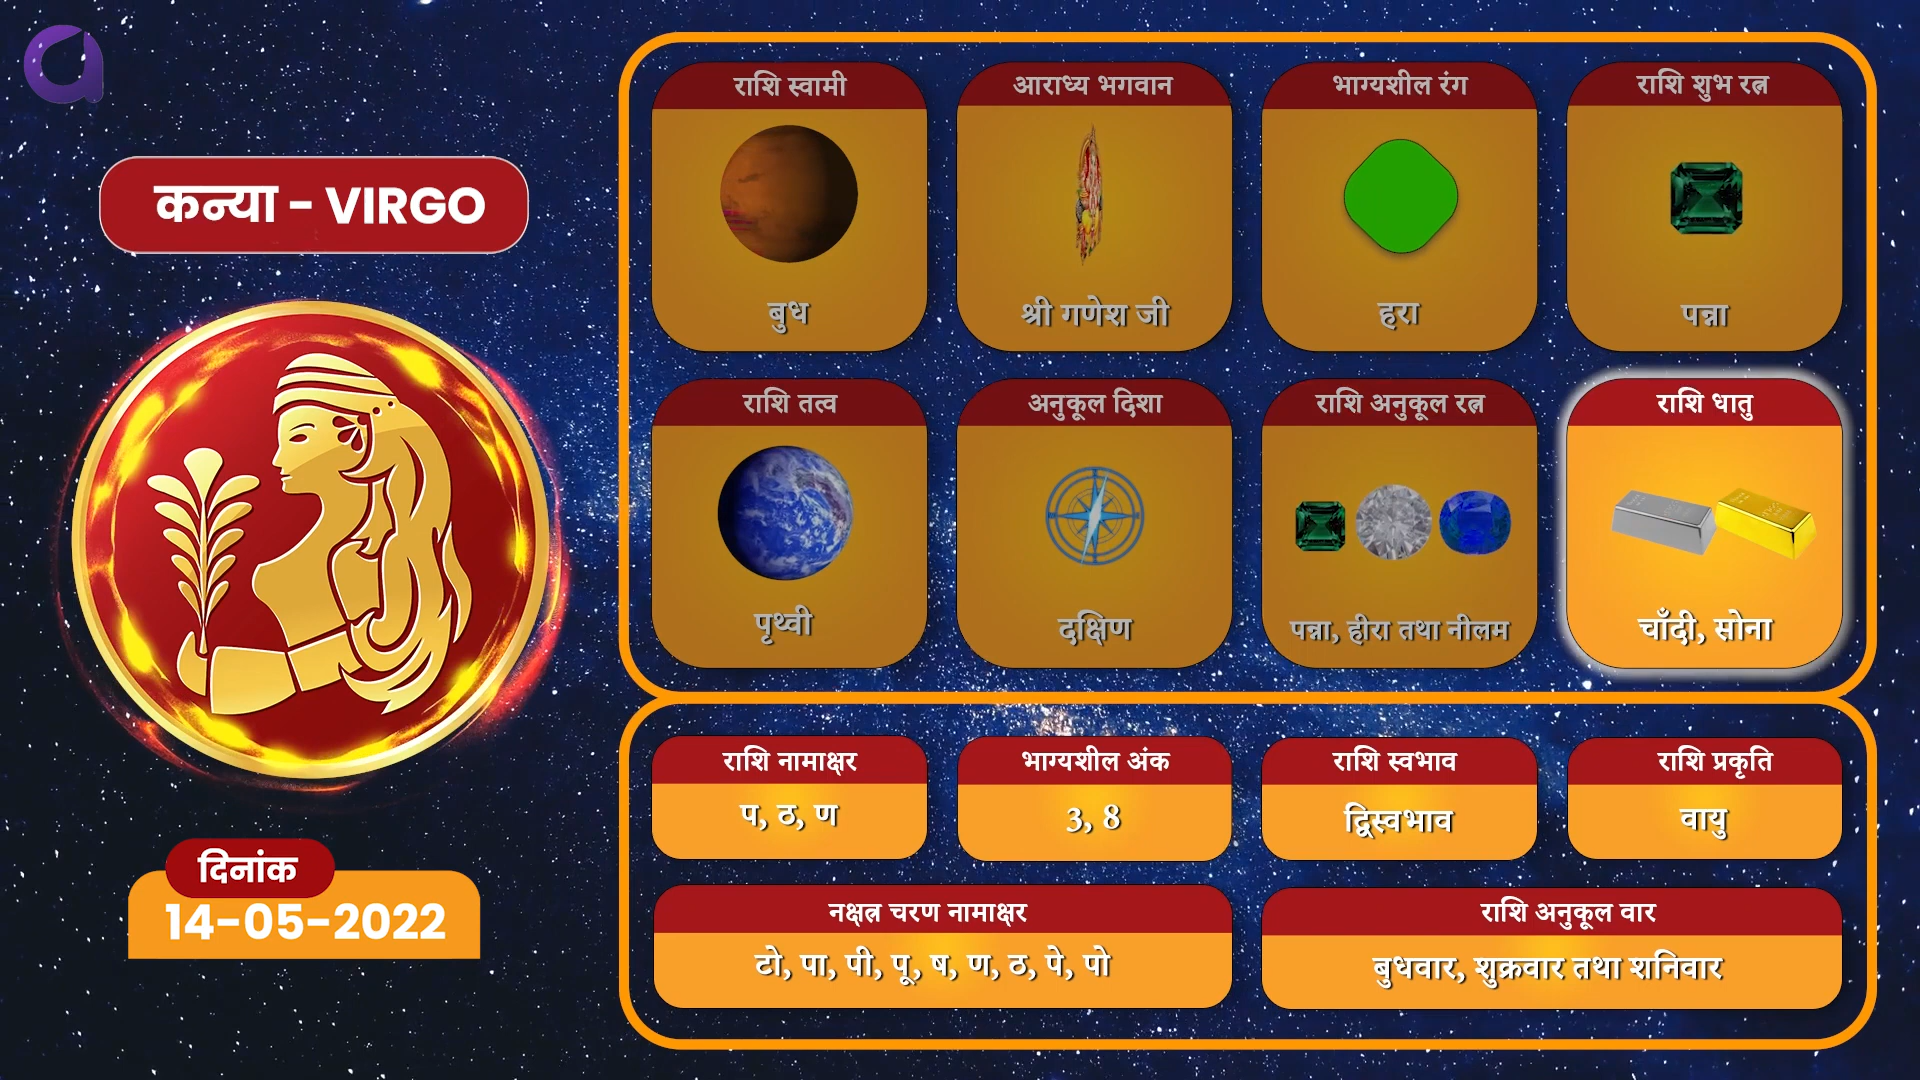 कन्या - VIRGO
दिनांक
14-05-2022
राशि स्वामी
बुध
आराध्य भगवान
श्री गणेश जी
भाग्यशील रंग
हरा
राशि शुभ रत्न
पन्ना
राशि तत्व
पृथ्वी
अनुकूल दिशा
दक्षिण
राशि अनुकूल रत्न
पन्ना, हीरा तथा नीलम
राशि धातु
चाँदी, सोना
राशि नामाक्षर
प, ठ, ण
भाग्यशील अंक
3, 8
राशि स्वभाव
द्विस्वभाव
राशि प्रकृति
वायु
नक्षत्र चरण नामाक्षर
टो, पा, पी, पू, ष, ण, ठ, पे, पो
राशि अनुकूल वार
बुधवार, शुक्रवार तथा शनिवार